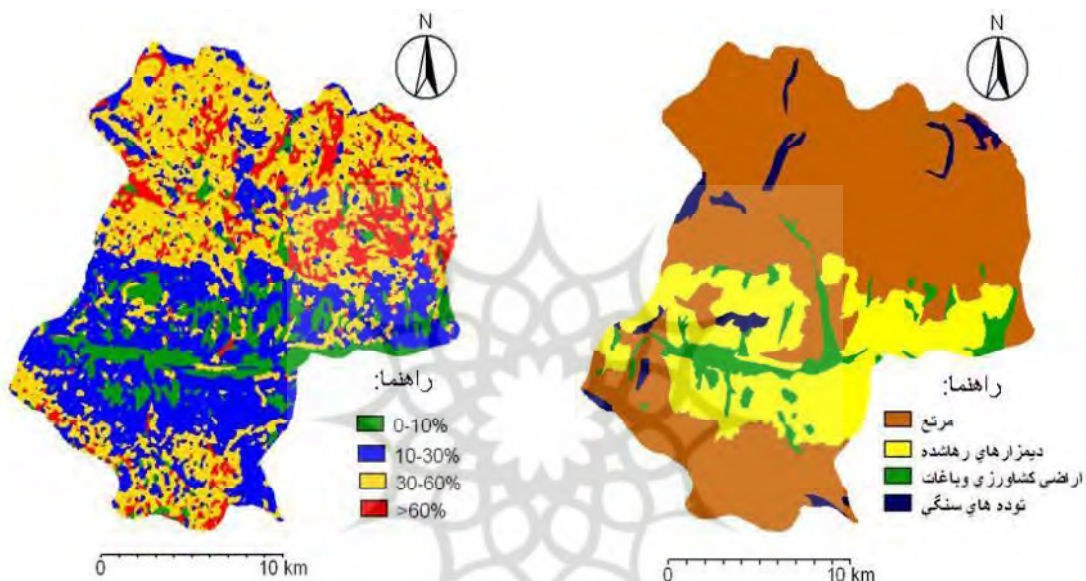 N
راهنما:
0-10%
10-30%
30-60%
>60%
0 10 km
N
راهنما:
مرتع
ديمزارهاي رهاشده
اراضي كشاورزي وباغات
توده هاي سنگي
0 10 km